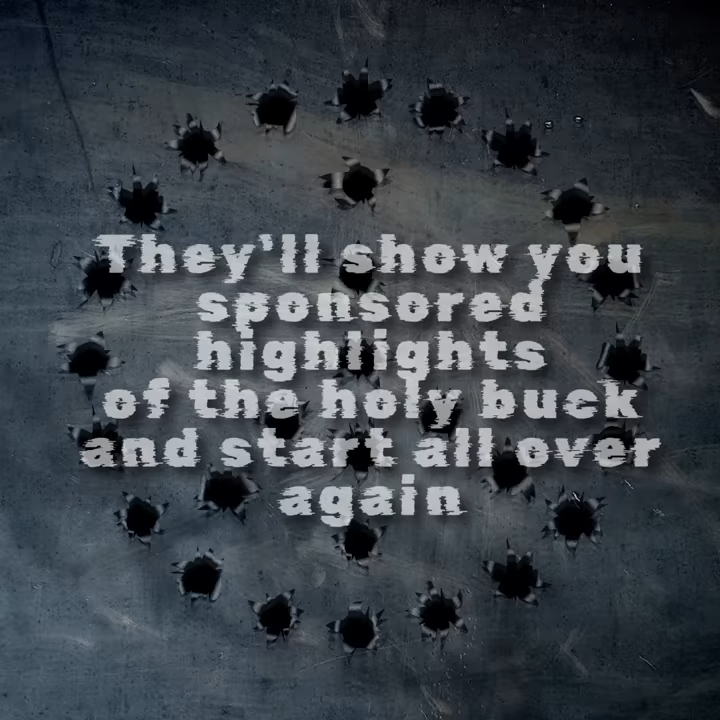 They'll show you
sponsored
highlights
of the holy buck
and start all over
again